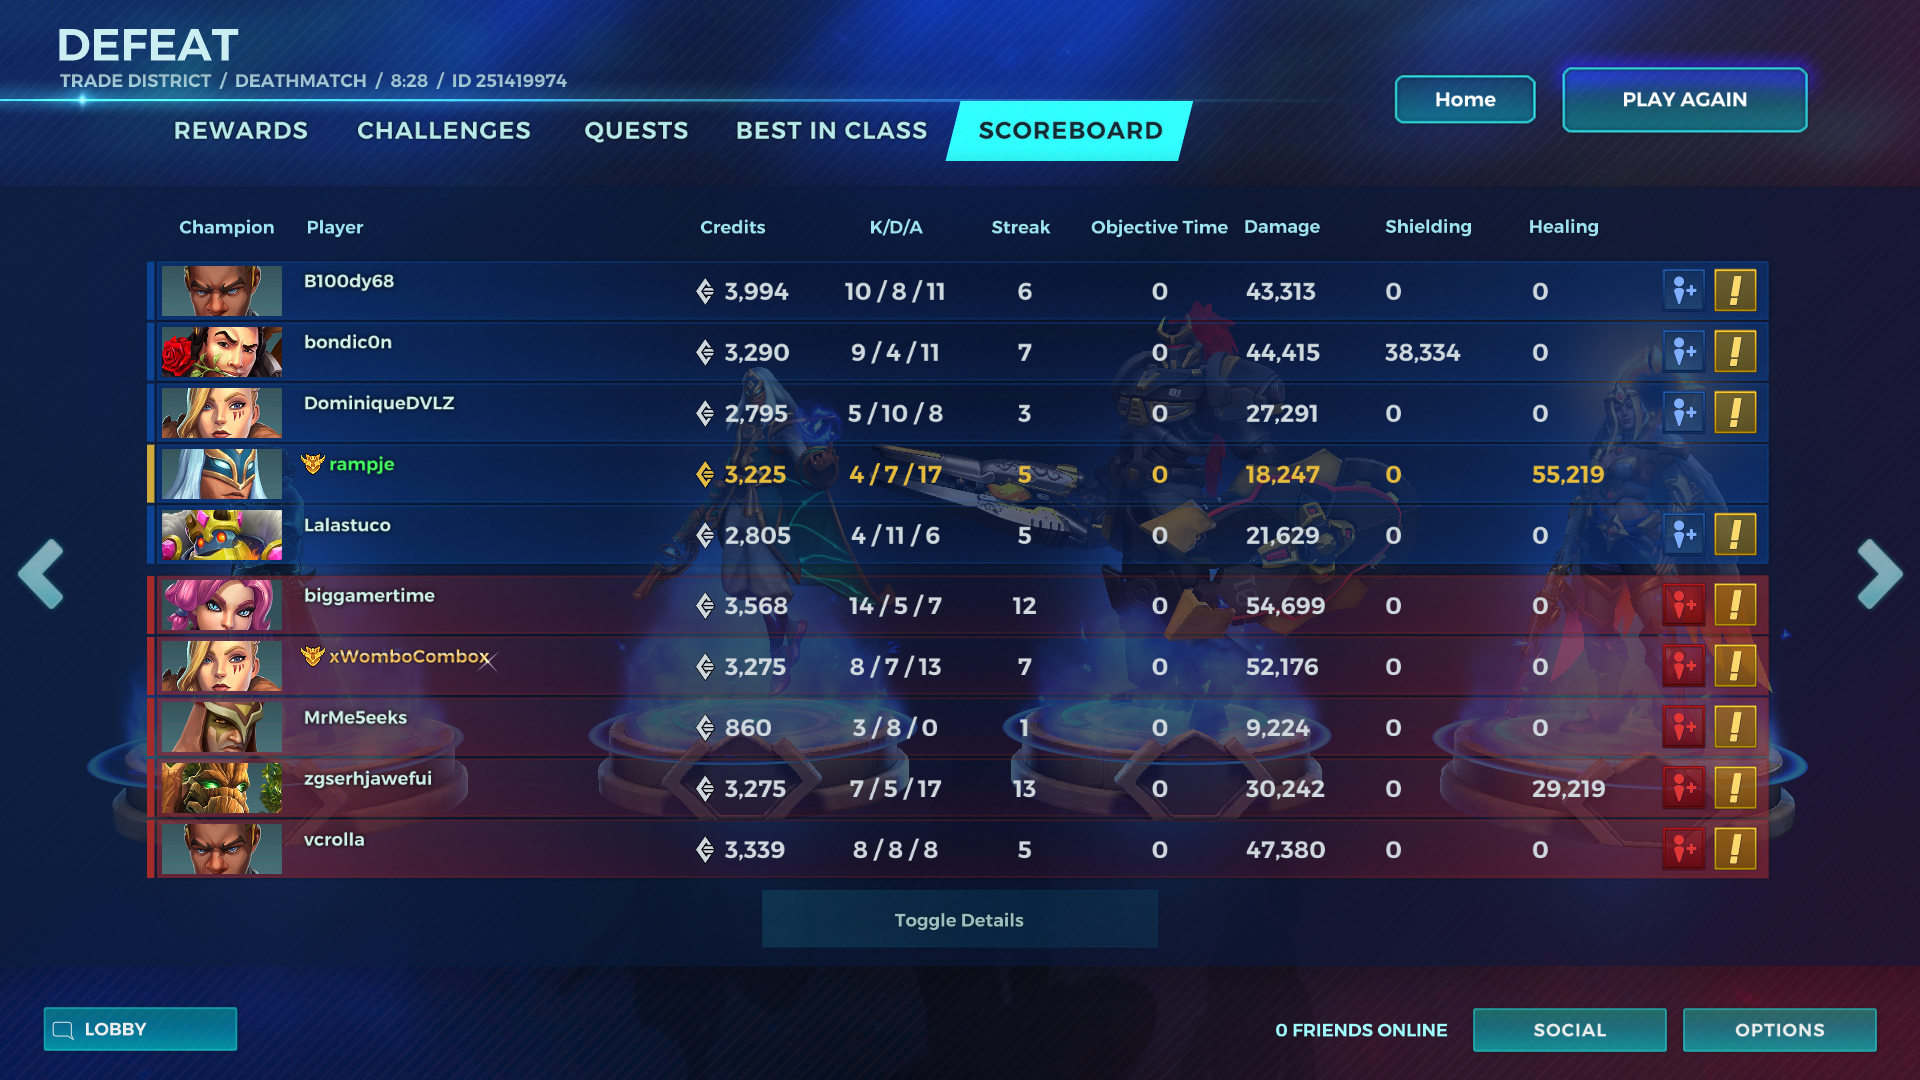 DEFEAT
TRADE DISTRICT / DEATHMATCH / 8:28 / ID 251419974
Home
PLAY AGAIN
REWARDS CHALLENGES QUESTS BEST IN CLASS SCOREBOARD
Champion Player Credits K/D/A Streak Objective Time Damage Shielding Healing
B100dy68 3,994 10 / 8 / 11 6 0 43,313 0 0
bondic0n 3,290 9 / 4 / 11 7 0 44,415 38,334 0
DominiqueDVLZ 2,795 5 / 10 / 8 3 0 27,291 0 0
rampje 3,225 4 / 7 / 17 5 0 18,247 0 55,219
Lalastuco 2,805 4 / 11 / 6 5 0 21,629 0 0
biggamertime 3,568 14 / 5 / 7 12 0 54,699 0 0
xWomboCombox 3,275 8 / 7 / 13 7 0 52,176 0 0
MrMe5eeks 860 3 / 8 / 0 1 0 9,224 0 0
zgserhjawefui 3,275 7 / 5 / 17 13 0 30,242 0 29,219
vcrolla 3,339 8 / 8 / 8 5 0 47,380 0 0
Toggle Details
LOBBY
0 FRIENDS ONLINE
SOCIAL
OPTIONS